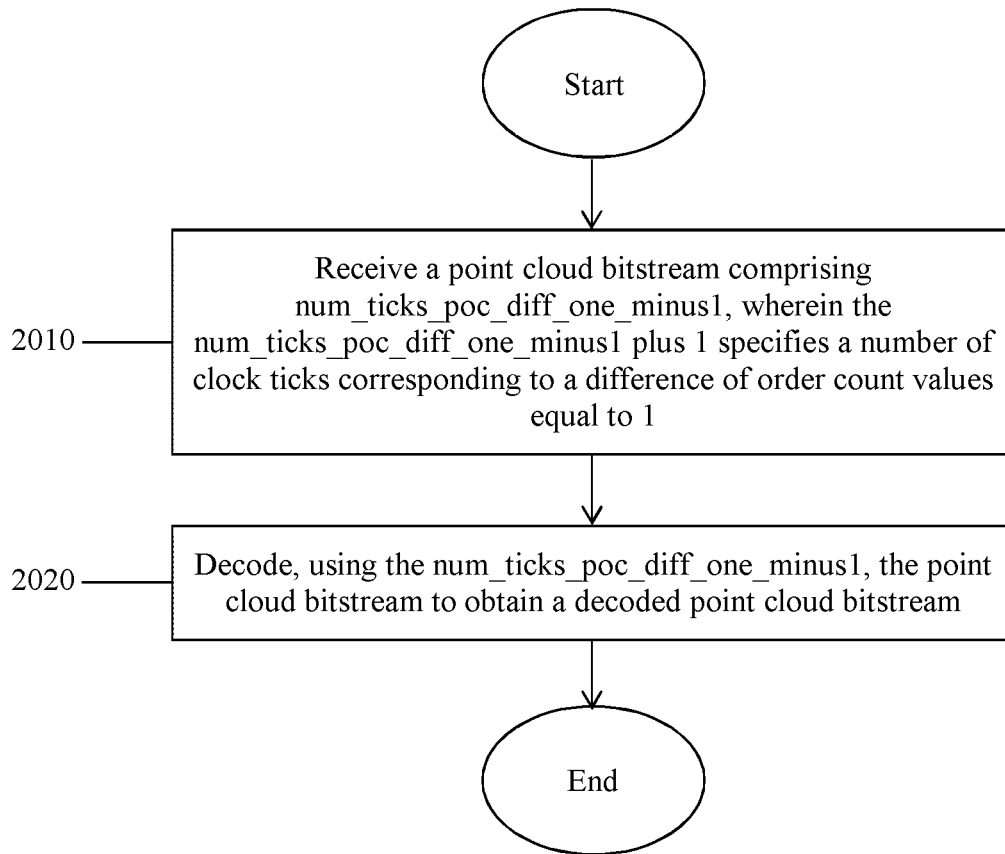 Start
Receive a point cloud bitstream comprising
num_ticks_poc_diff_one_minus1, wherein the
2010
num_ticks_poc_diff_one_minus1 plus 1 specifies a number of
clock ticks corresponding to a difference of order count values
equal to 1
2020
Decode, using the num_ticks_poc_diff_one_minus1, the point
cloud bitstream to obtain a decoded point cloud bitstream
End